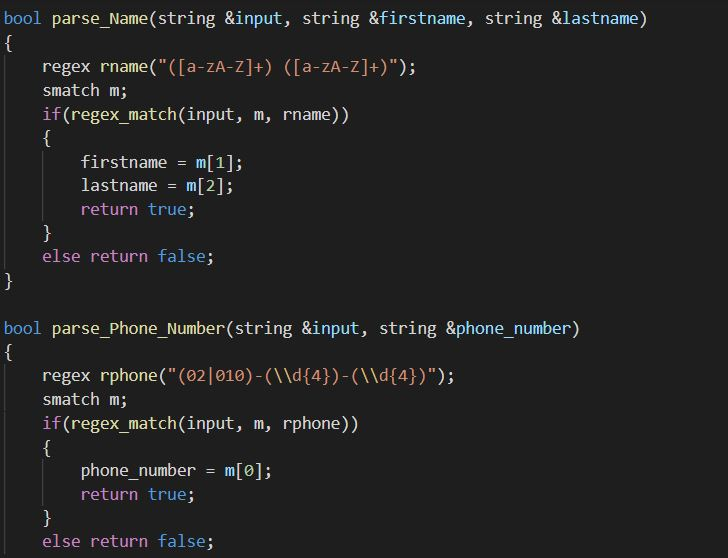 bool parse_Name(string &input, string &firstname, string &lastname)
{
    regex rname("([a-zA-Z]+) ([a-zA-Z]+)");
    smatch m;
    if(regex_match(input, m, rname))
    {
        firstname = m[1];
        lastname = m[2];
        return true;
    }
    else return false;
}

bool parse_Phone_Number(string &input, string &phone_number)
{
    regex rphone("(02|010)-(\\d{4})-(\\d{4})");
    smatch m;
    if(regex_match(input, m, rphone))
    {
        phone_number = m[0];
        return true;
    }
    else return false;